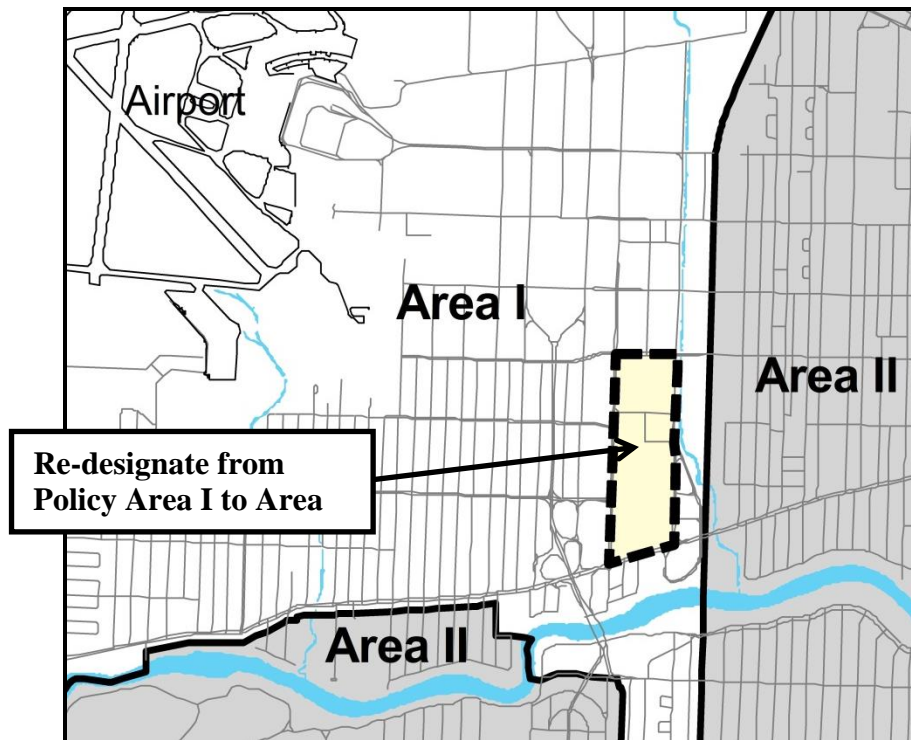 Airport
Area I
Area II
Re-designate from
Policy Area I to Area
Area II